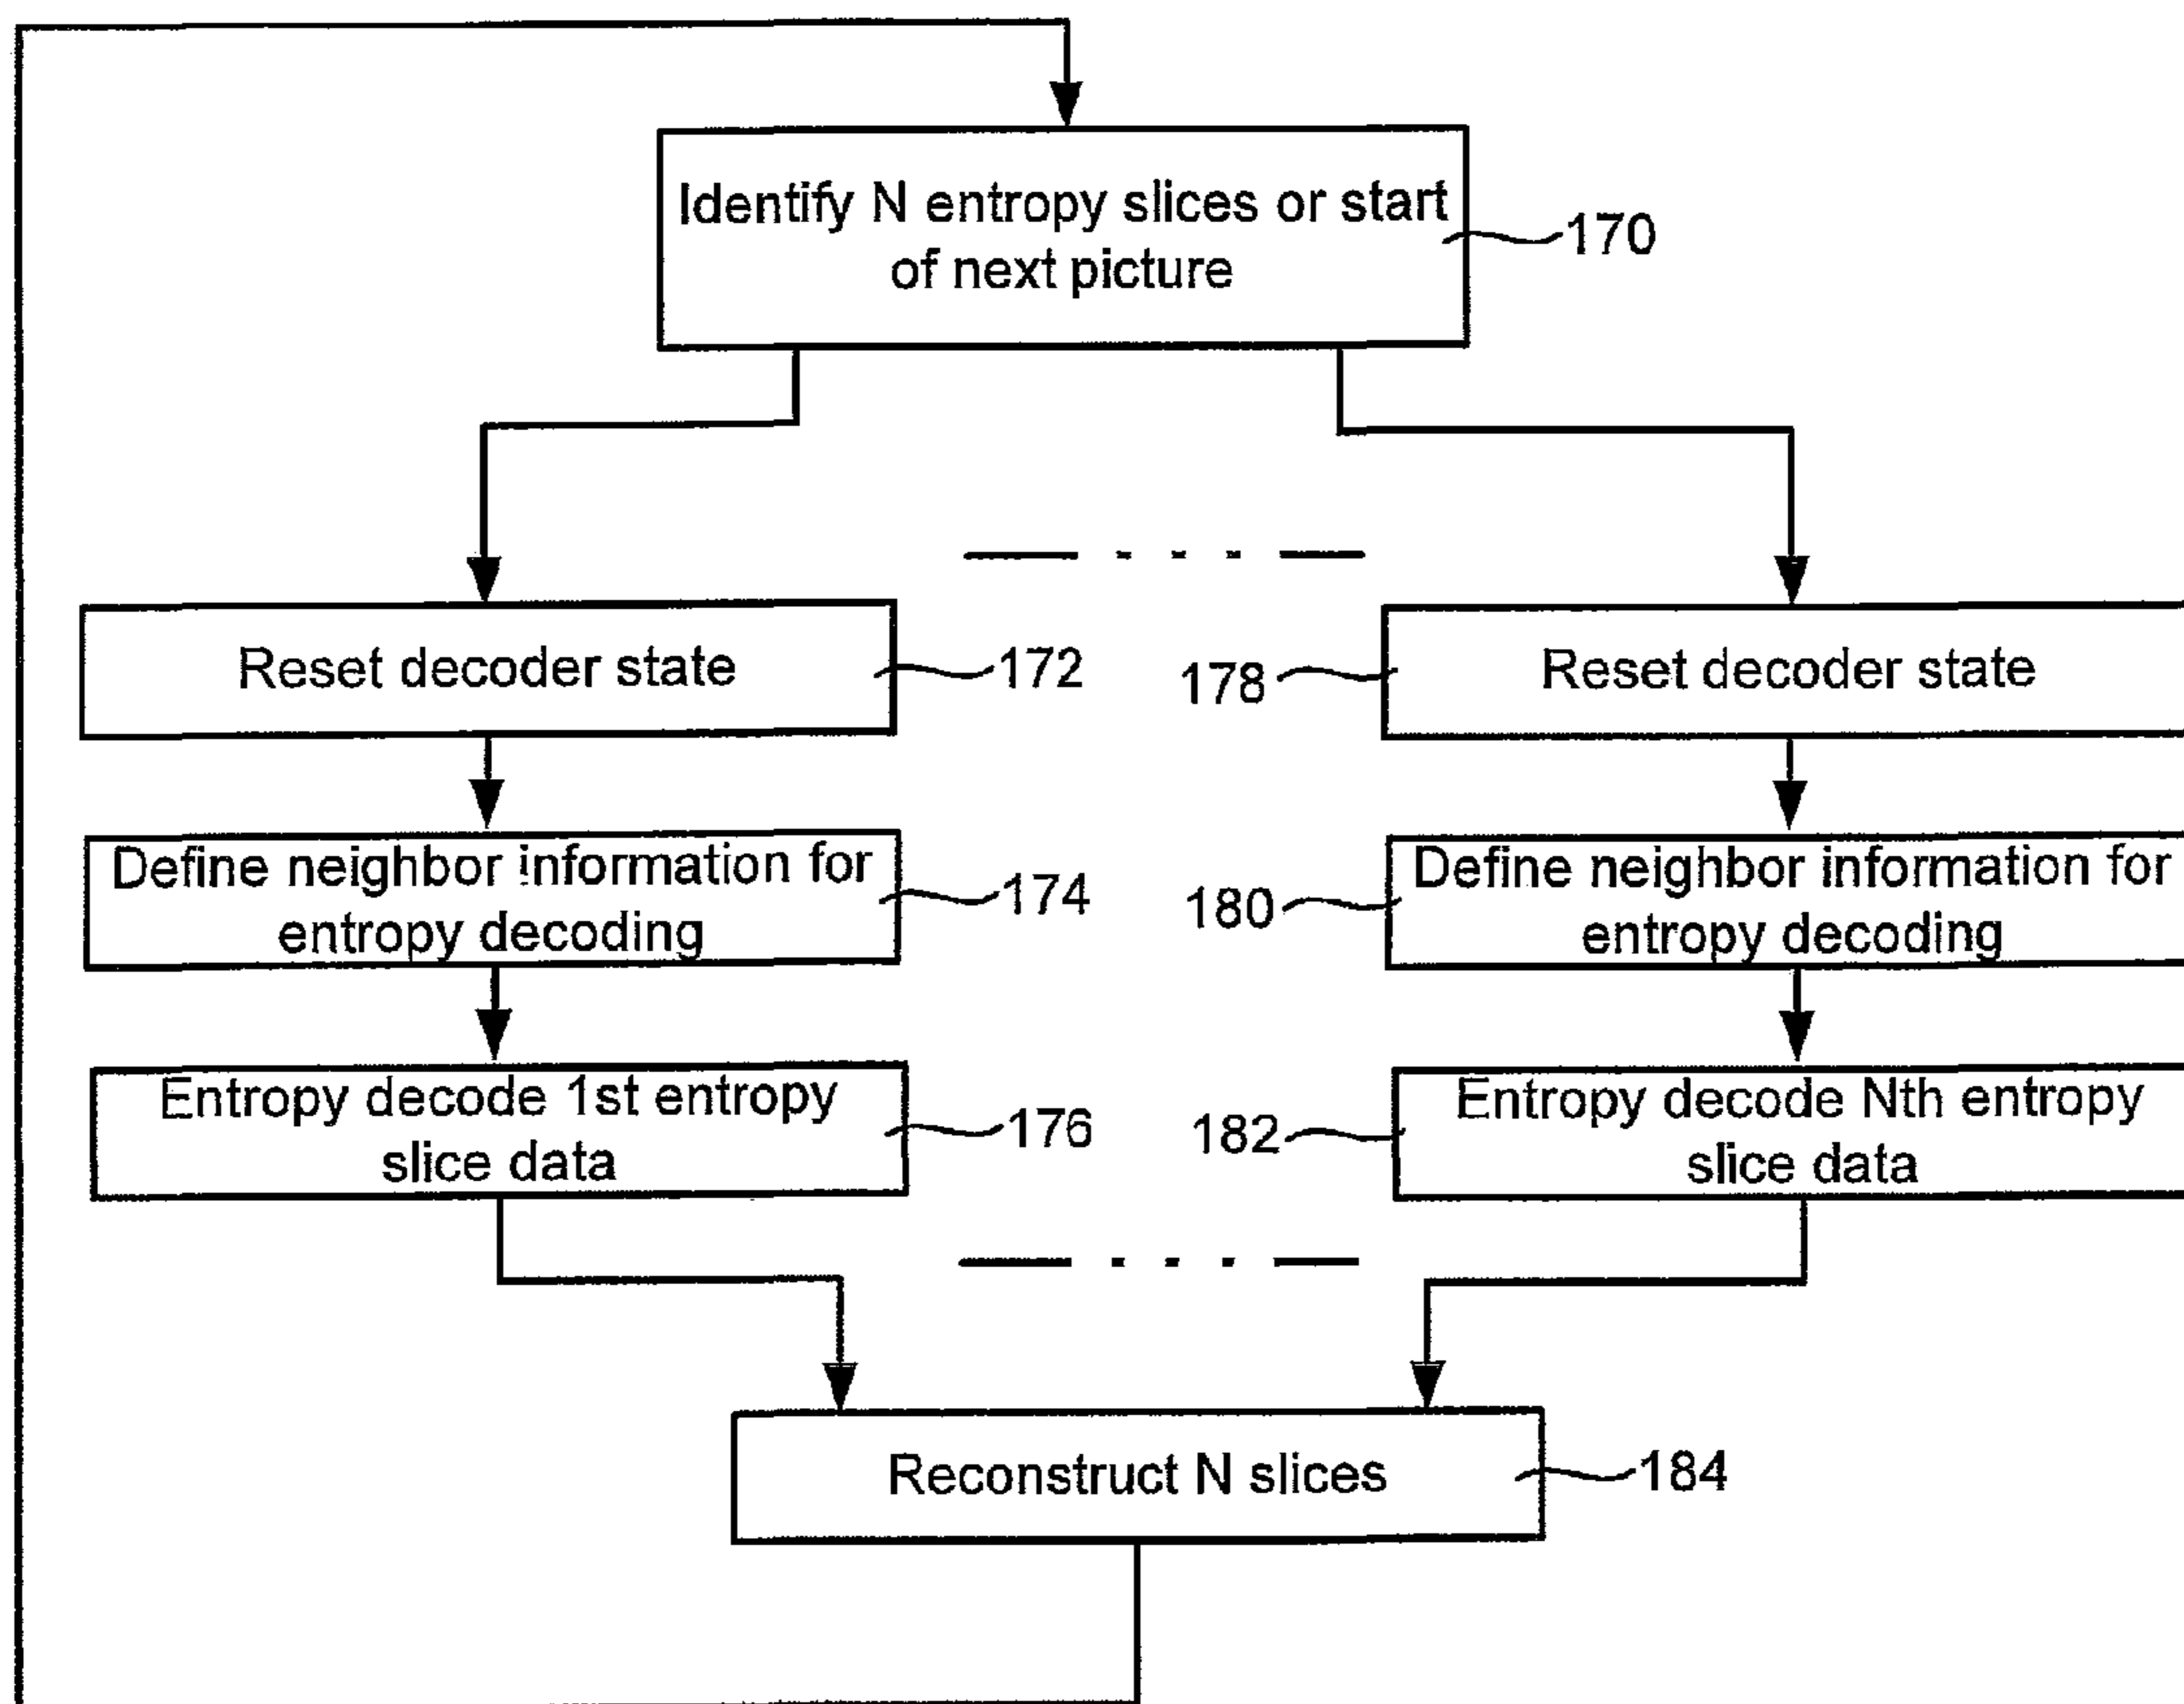 Identify N entropy slices or start
of next picture
170
Reset decoder state
172
178
Reset decoder state
Define neighbor information for
entropy decoding
174
180
Define neighbor information for
entropy decoding
Entropy decode 1st entropy
slice data
176
182
Entropy decode Nth entropy
slice data
Reconstruct N slices
184